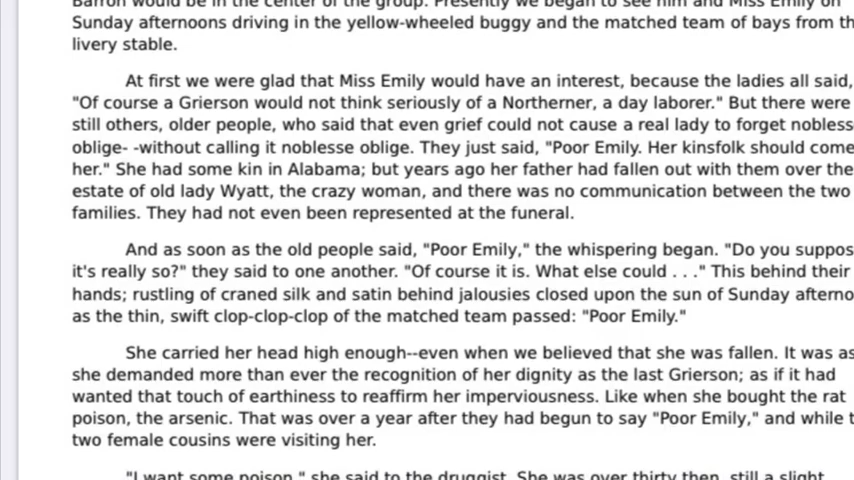 Barron would be in the center of the group. Presently we began to see him and Miss Emily on
Sunday afternoons driving in the yellow-wheeled buggy and the matched team of bays from
livery stable.
At first we were glad that Miss Emily would have an interest, because the ladies all said,
"Of course a Grierson would not think seriously of a Northerner, a day laborer." But there were
still others, older people, who said that even grief could not cause a real lady to forget
oblige- -without calling it noblesse oblige. They just said, "Poor Emily. Her kinsfolk should come
her." She had some kin in Alabama; but years ago her father had fallen out with them over the
estate of old lady Wyatt, the crazy woman, and there was no communication between the two
families. They had not even been represented at the funeral.
And as soon as the old people said, "Poor Emily," the whispering began. "Do you
it's really so?" they said to one another. "Of course it is. What else could . . ." This behind their
hands; rustling of craned silk and satin behind jalousies closed upon the sun of Sunday
as the thin, swift clop-clop-clop of the matched team passed: "Poor Emily."
She carried her head high enough--even when we believed that she was fallen. It was as
she demanded more than ever the recognition of her dignity as the last Grierson; as if it had
wanted that touch of earthiness to reaffirm her imperviousness. Like when she bought the rat
poison, the arsenic. That was over a year after they had begun to say "Poor Emily," and while
two female cousins were visiting her.
"I want some poison," she said to the druggist. She was over thirty then, still a slight